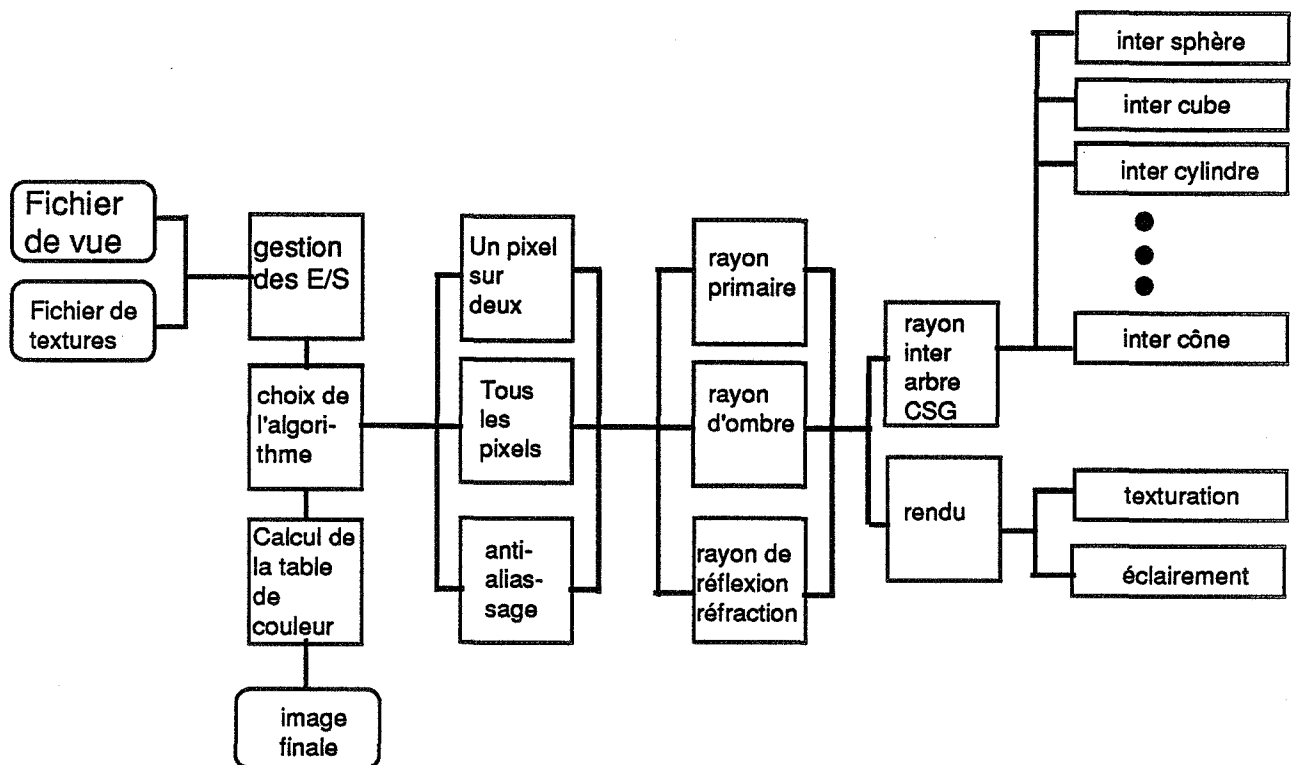 Fichier
de vue
Fichier de
textures
gestion
des E/S
choix de
l'algori-
thme
Calcul de
la table
de
couleur
image
finale
Un pixel
sur
deux
Tous
les
pixels
anti-
alias-
sage
rayon
primaire
rayon
d'ombre
rayon de
réflexion
réfraction
rayon
inter
arbre
CSG
rendu
inter sphère
inter cube
inter cylindre
inter cône
texturation
éclairement